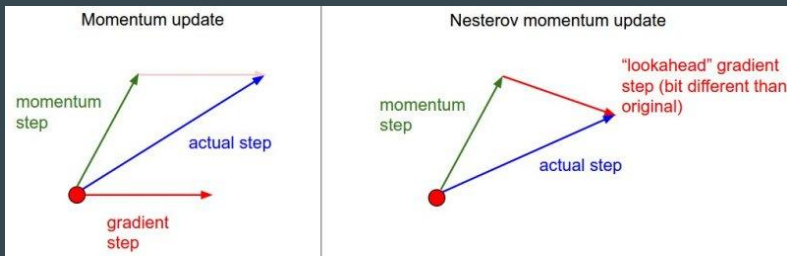 Momentum update
momentum
step
actual step
gradient
step
Nesterov momentum update
momentum
step
"lookahead" gradient
step (bit different than
original)
actual step